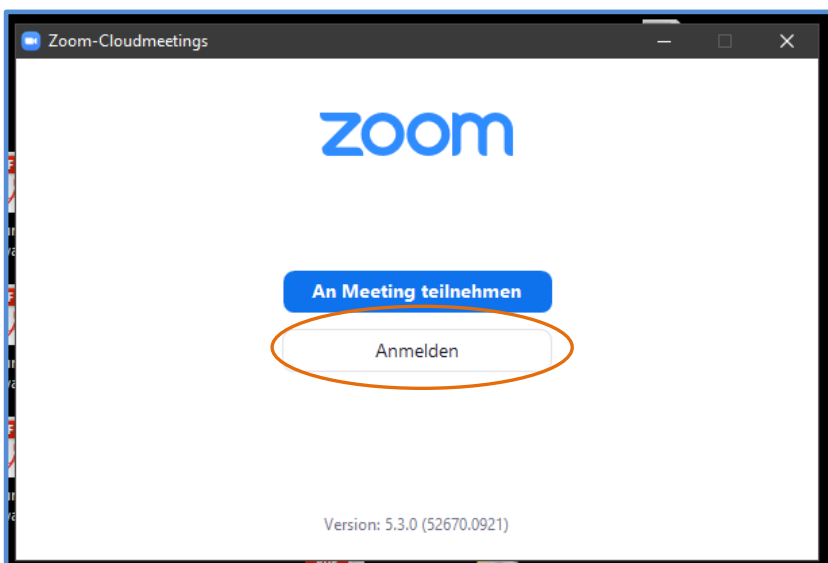 Zoom-Cloudmeetings
zoom
An Meeting teilnehmen
Anmelden
Version: 5.3.0 (52670.0921)